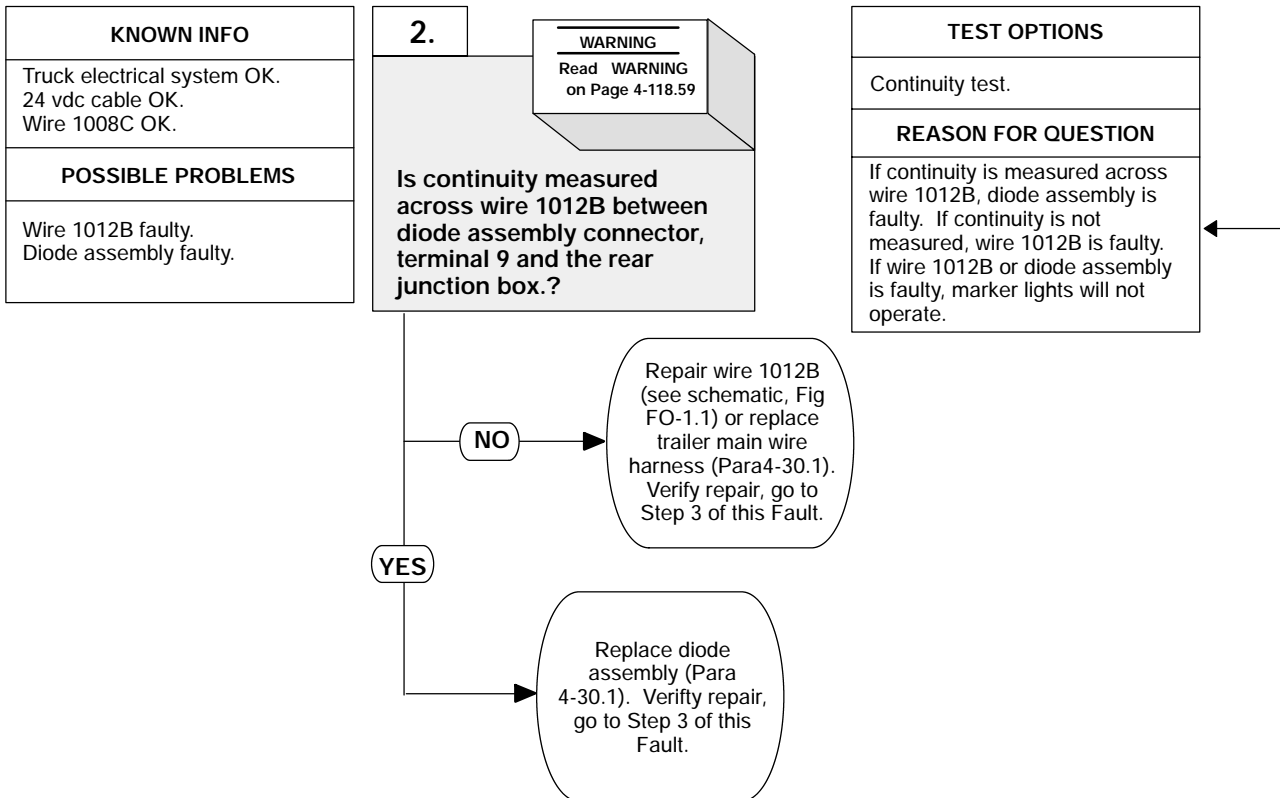 KNOWN INFO
Truck electrical system OK.
24 vdc cable OK.
Wire 1008C OK.
POSSIBLE PROBLEMS
Wire 1012B faulty.
Diode assembly faulty.
2.
WARNING
Read WARNING
on Page 4-118.59
Is continuity measured
across wire 1012B between
diode assembly connector,
terminal 9 and the rear
junction box.?
TEST OPTIONS
Continuity test.
REASON FOR QUESTION
If continuity is measured across
wire 1012B, diode assembly is
faulty. If continuity is not
measured, wire 1012B is faulty.
If wire 1012B or diode assembly
is faulty, marker lights will not
operate.
NO
Repair wire 1012B
(see schematic, Fig
FO-1.1) or replace
trailer main wire
harness (Para4-30.1).
Verify repair, go to
Step 3 of this Fault.
YES
Replace diode
assembly (Para
4-30.1). Verifty repair,
go to Step 3 of this
Fault.